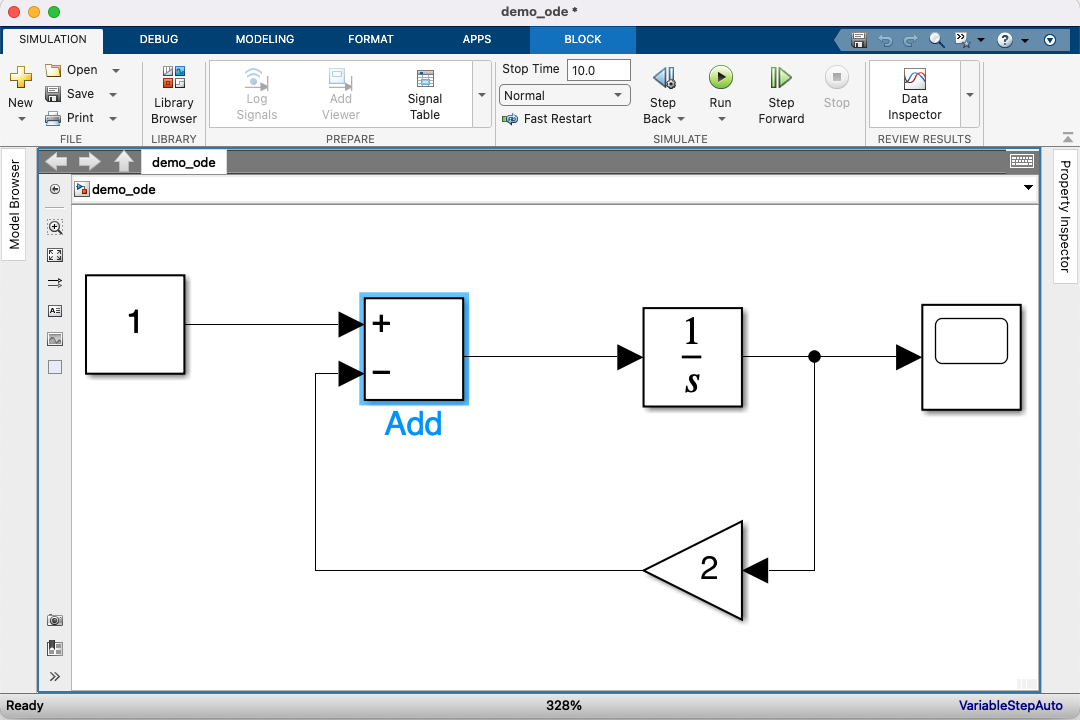 demo_ode *
SIMULATION DEBUG MODELING FORMAT APPS BLOCK
New
Open
Save
Print
FILE
Library
Browser
LIBRARY
Log
Signals
Add
Viewer
Signal
Table
PREPARE
Stop Time 10.0
Normal
Fast Restart
Step
Back
Run
Step
Forward
Stop
SIMULATE
Data
Inspector
REVIEW RESULTS
Model Browser
demo_ode
demo_ode
Property Inspector
1
+
−
Add
1
s
2
Ready 328% VariableStepAuto